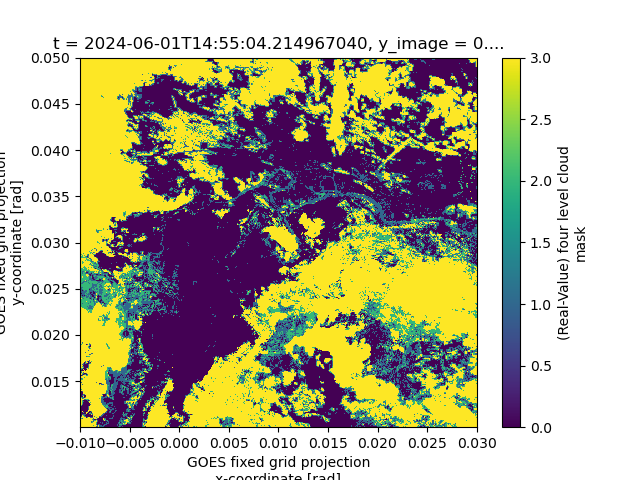 t = 2024-06-01T14:55:04.214967040, y_image = 0....
0.050
0.045
0.040
0.035
0.030
0.025
0.020
0.015
GOES fixed grid projection
y-coordinate [rad]
−0.010 −0.005 0.000 0.005 0.010 0.015 0.020 0.025 0.030
GOES fixed grid projection
x-coordinate [rad]
3.0
2.5
2.0
1.5
1.0
0.5
0.0
(Real-Value) four level cloud
mask